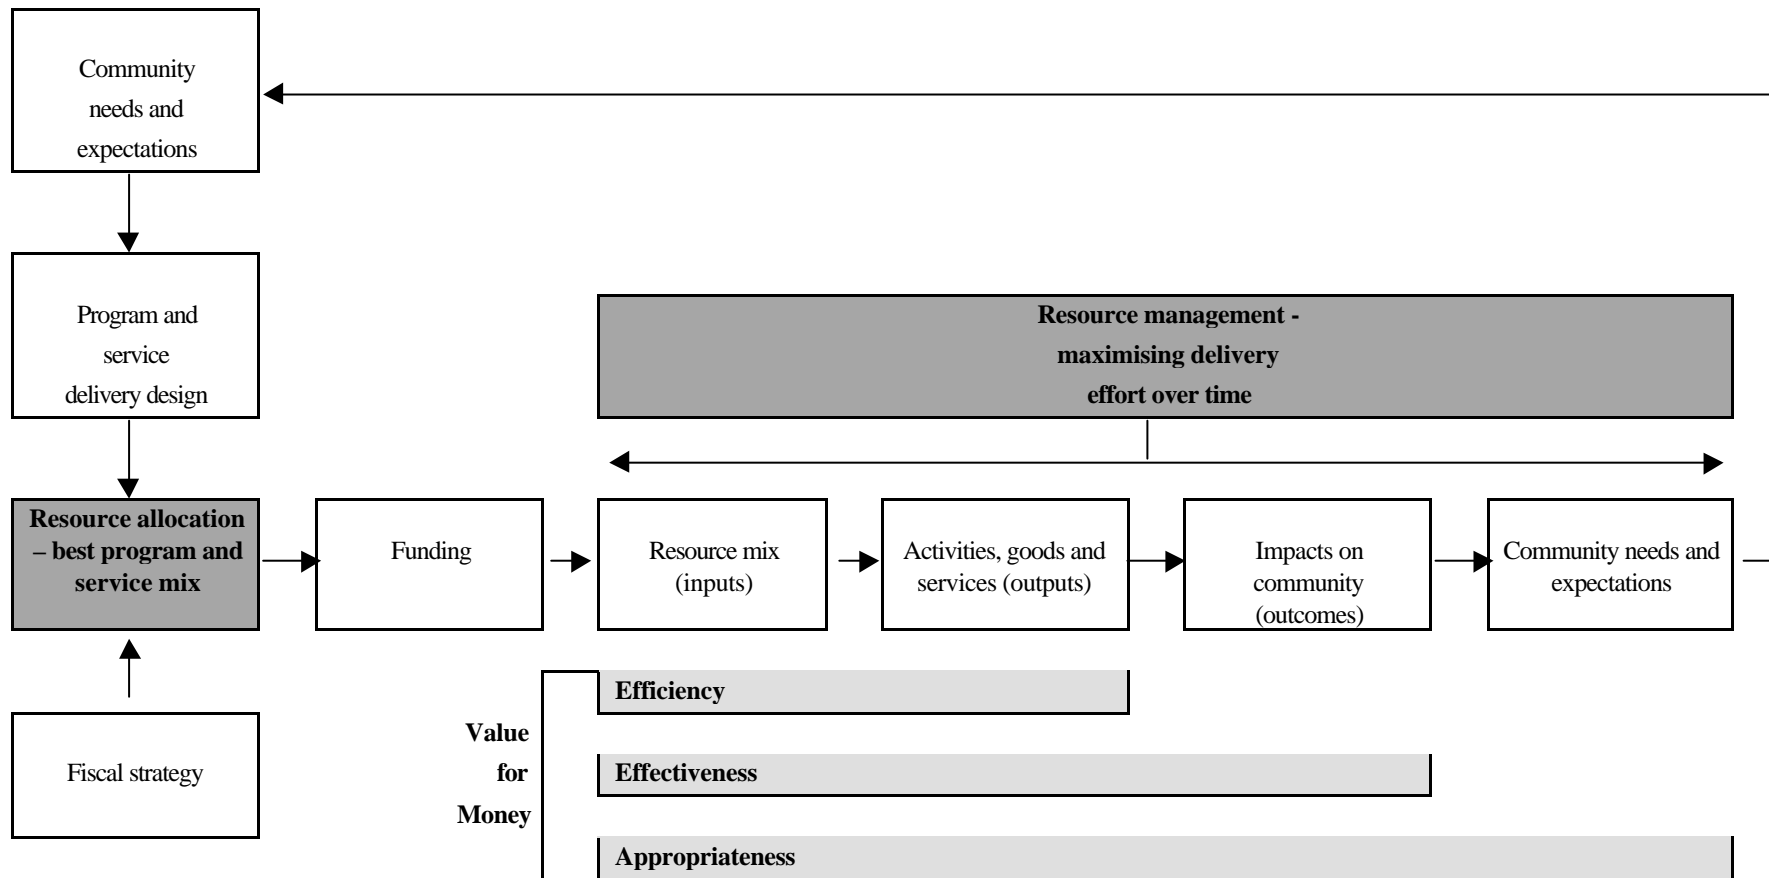 Community
needs and
expectations
Program and
service
delivery design
Resource management -
maximising delivery
effort over time
Resource allocation
– best program and
service mix
Funding
Resource mix
(inputs)
Activities, goods and
services (outputs)
Impacts on
community
(outcomes)
Community needs and
expectations
Fiscal strategy
Value
for
Money
Efficiency
Effectiveness
Appropriateness